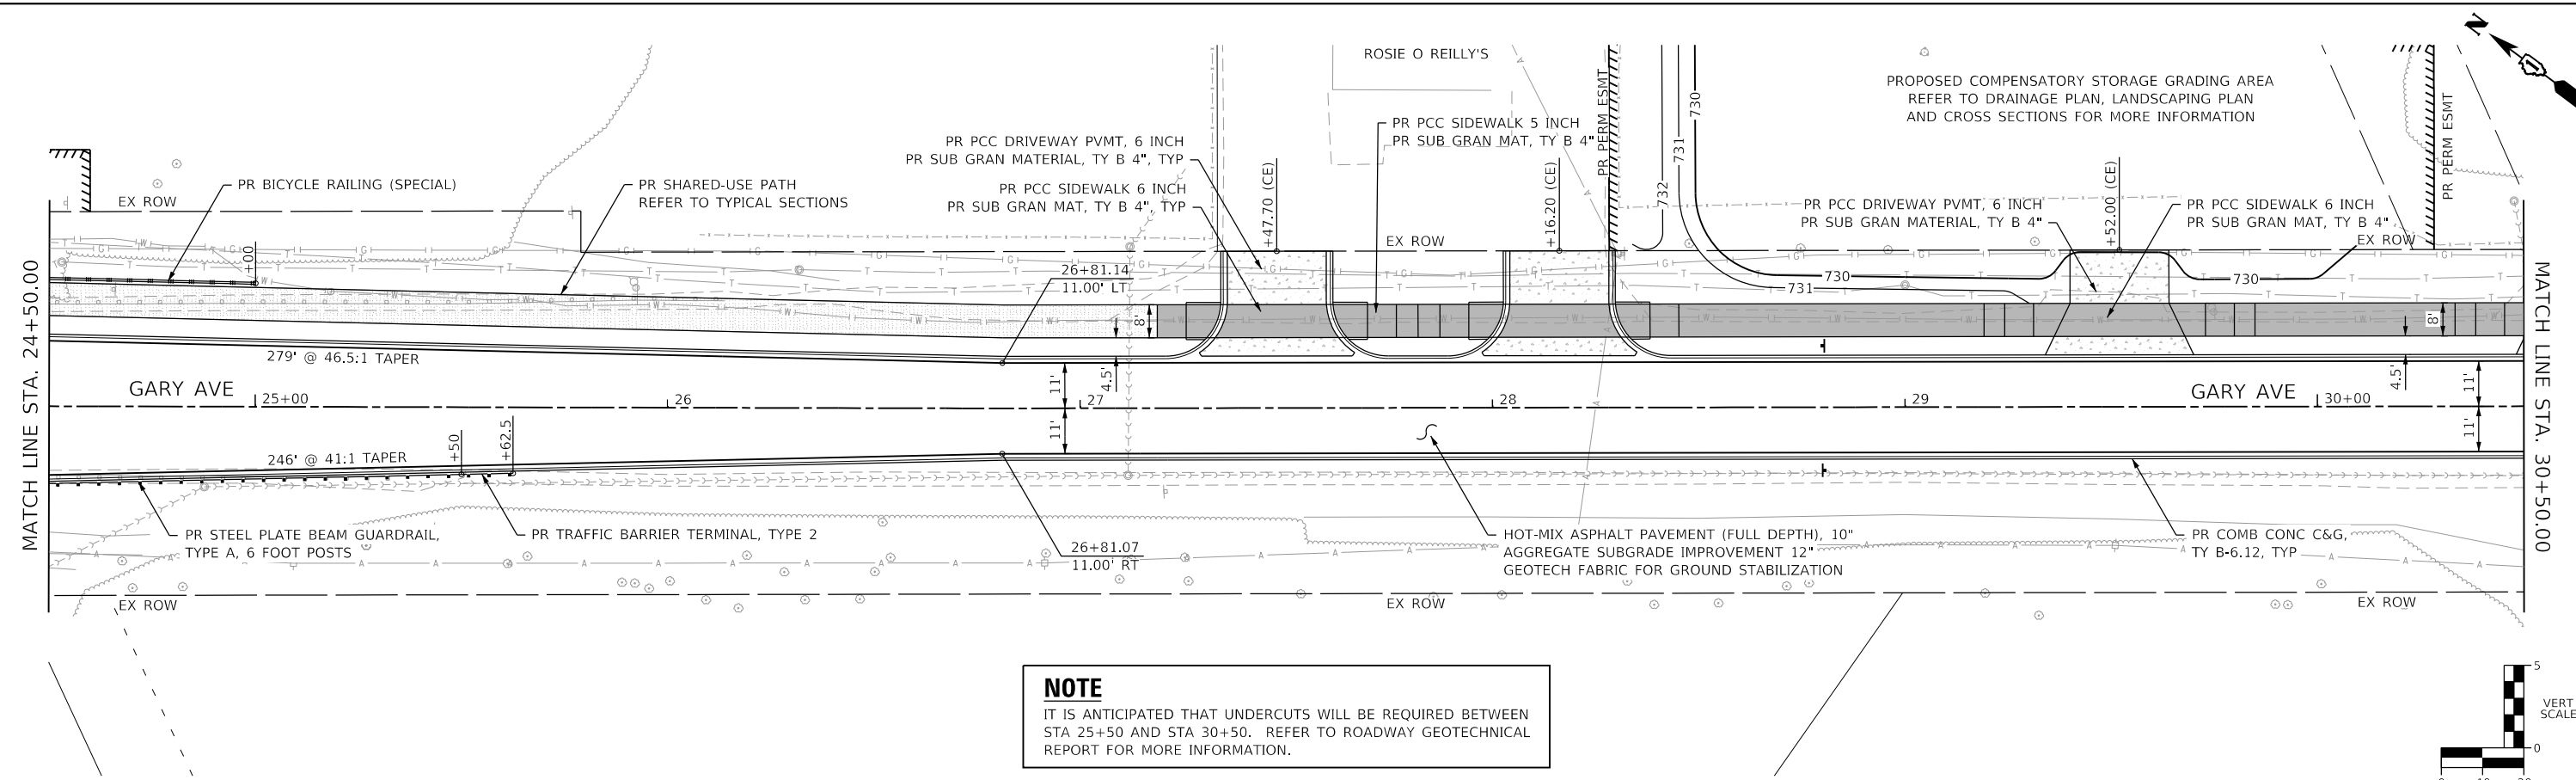 N
ROSIE O REILLY'S
PROPOSED COMPENSATORY STORAGE GRADING AREA
REFER TO DRAINAGE PLAN, LANDSCAPING PLAN
AND CROSS SECTIONS FOR MORE INFORMATION
PR PERM ESMT
PR PERM ESMT
730
731
732
PR PCC DRIVEWAY PVMT, 6 INCH
PR SUB GRAN MATERIAL, TY B 4", TYP
PR PCC SIDEWALK 6 INCH
PR SUB GRAN MAT, TY B 4", TYP
PR PCC SIDEWALK 5 INCH
PR SUB GRAN MAT, TY B 4"
+47.70 (CE)
+16.20 (CE)
+52.00 (CE)
PR BICYCLE RAILING (SPECIAL)
PR SHARED-USE PATH
REFER TO TYPICAL SECTIONS
PR PCC DRIVEWAY PVMT, 6 INCH
PR SUB GRAN MATERIAL, TY B 4"
PR PCC SIDEWALK 6 INCH
PR SUB GRAN MAT, TY B 4"
EX ROW
EX ROW
EX ROW
+00
26+81.14
11.00' LT
730
731
730
8'
8'
MATCH LINE STA. 24+50.00
MATCH LINE STA. 30+50.00
279' @ 46.5:1 TAPER
4.5'
4.5'
11'
11'
GARY AVE
GARY AVE
25+00
26
27
28
29
30+00
11'
11'
246' @ 41:1 TAPER
+50
+62.5
PR STEEL PLATE BEAM GUARDRAIL,
TYPE A, 6 FOOT POSTS
PR TRAFFIC BARRIER TERMINAL, TYPE 2
26+81.07
11.00' RT
HOT-MIX ASPHALT PAVEMENT (FULL DEPTH), 10"
AGGREGATE SUBGRADE IMPROVEMENT 12"
GEOTECH FABRIC FOR GROUND STABILIZATION
PR COMB CONC C&G,
TY B-6.12, TYP
EX ROW
EX ROW
EX ROW
NOTE
IT IS ANTICIPATED THAT UNDERCUTS WILL BE REQUIRED BETWEEN
STA 25+50 AND STA 30+50. REFER TO ROADWAY GEOTECHNICAL
REPORT FOR MORE INFORMATION.
5
VERT
SCALE
0